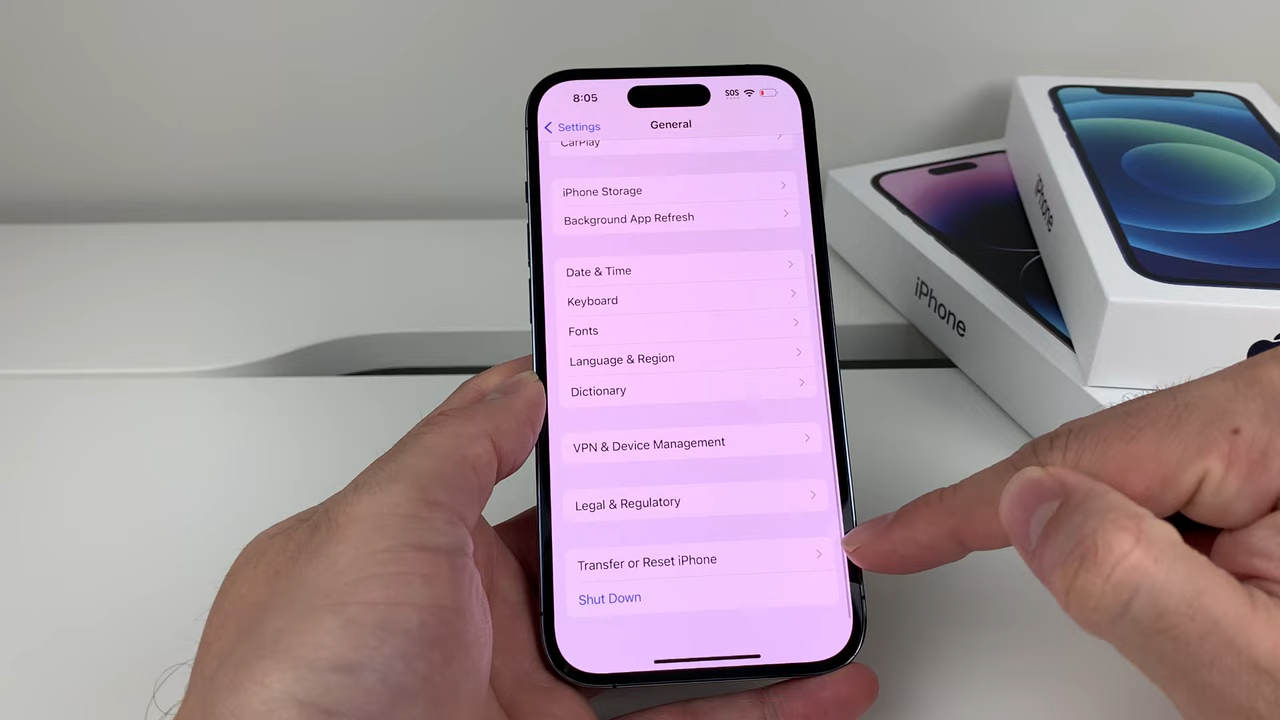 8:05
SOS
Settings
General
CarPlay
iPhone Storage
Background App Refresh
Date & Time
Keyboard
Fonts
Language & Region
Dictionary
VPN & Device Management
Legal & Regulatory
Transfer or Reset iPhone
Shut Down
iPhone
iPhone